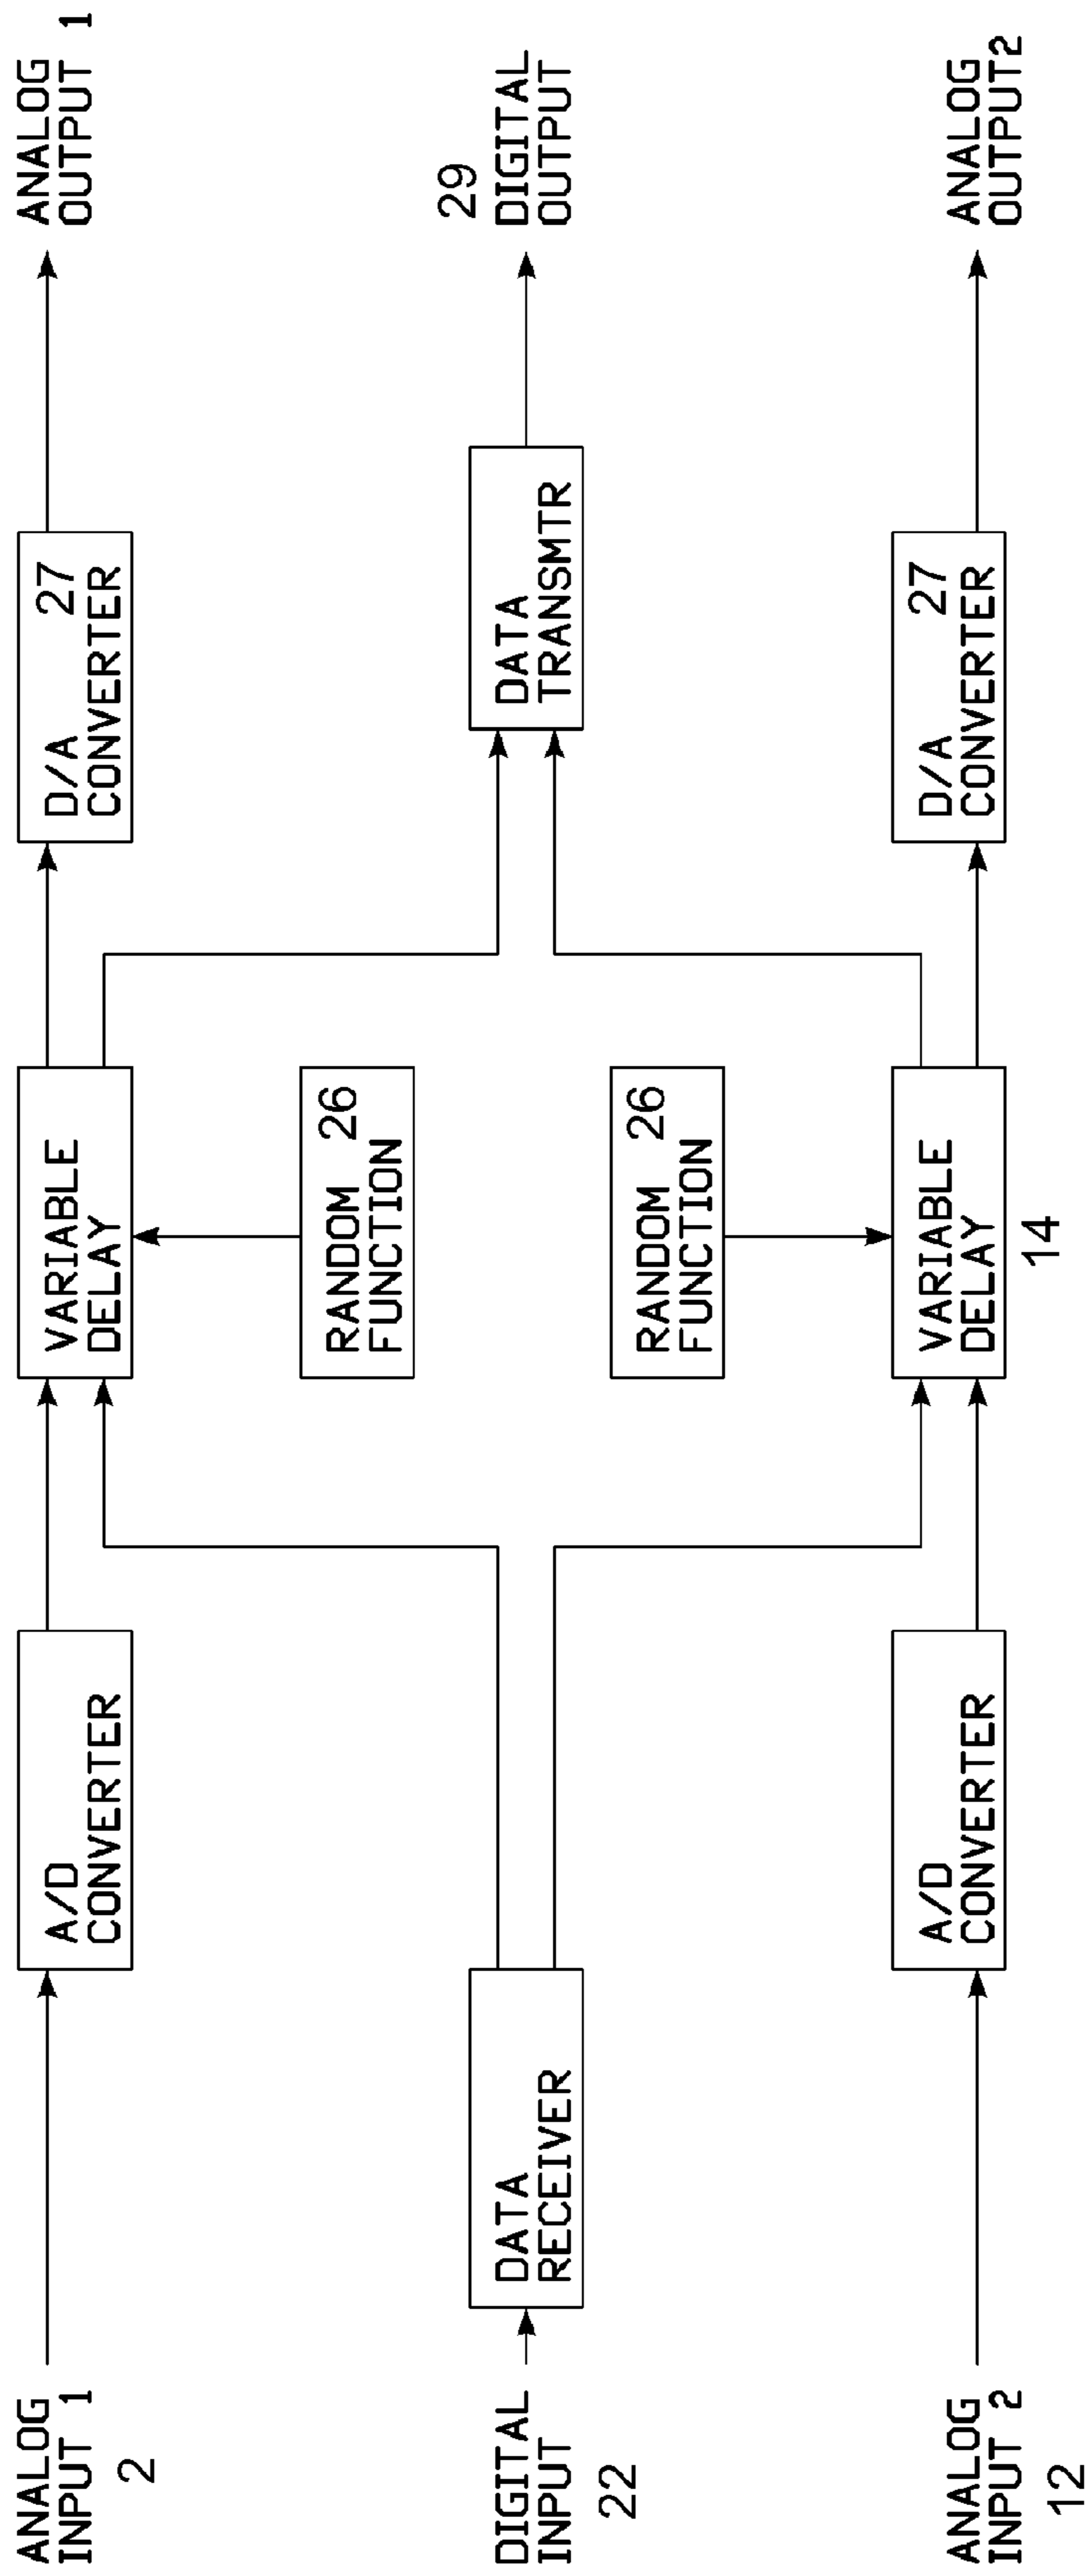 ANALOG
INPUT 1
2
A/D
CONVERTER
VARIABLE
DELAY
D/A 27
CONVERTER
ANALOG
OUTPUT 1
RANDOM 26
FUNCTION
DIGITAL
INPUT
22
DATA
RECEIVER
DATA
TRANSMTR
29
DIGITAL
OUTPUT
RANDOM 26
FUNCTION
ANALOG
INPUT 2
12
A/D
CONVERTER
VARIABLE
DELAY
14
D/A 27
CONVERTER
ANALOG
OUTPUT2